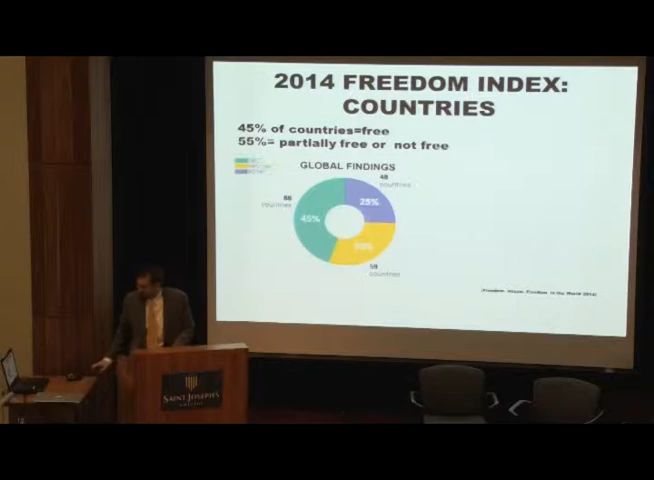 2014 FREEDOM INDEX:
COUNTRIES
45% of countries=free
55%= partially free or not free
GLOBAL FINDINGS
48
countries
88
countries
25%
45%
59
countries
(Freedom House, Freedom in the World 2014)
SAINT JOSEPH'S